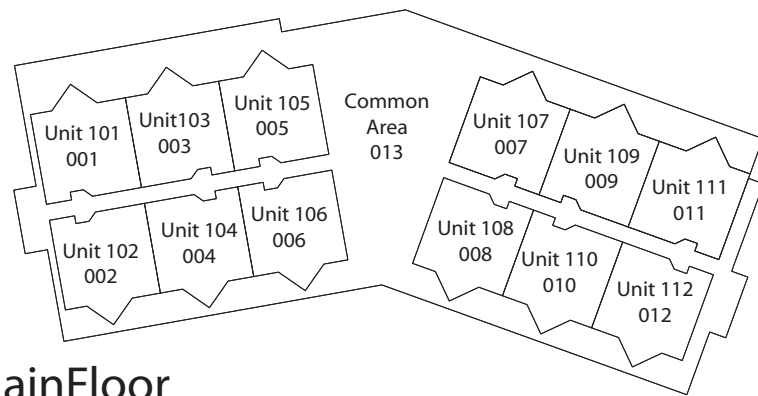 Unit 101
001
Unit103
003
Unit 105
005
Common
Area
013
Unit 107
007
Unit 109
009
Unit 111
011
Unit 102
002
Unit 104
004
Unit 106
006
Unit 108
008
Unit 110
010
Unit 112
012
ainFloor